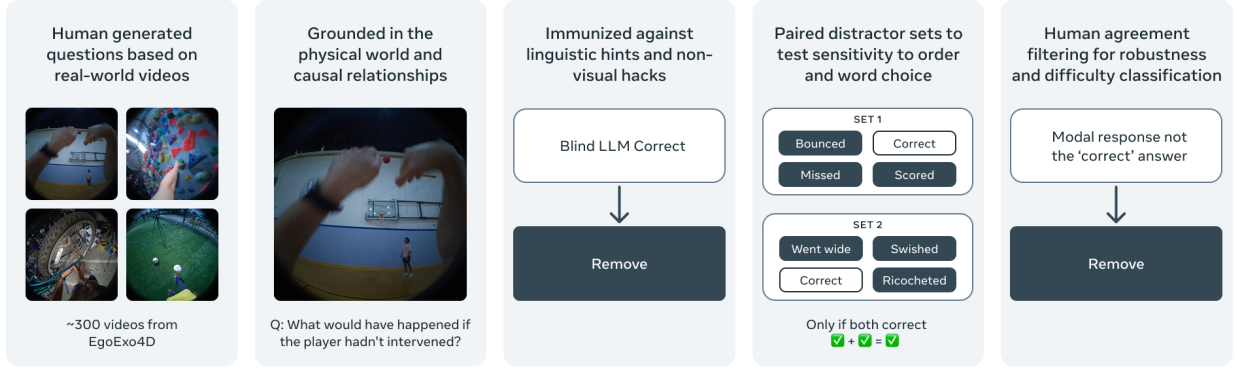 Human generated
questions based on
real-world videos
~300 videos from
EgoExo4D
Grounded in the
physical world and
causal relationships
Q: What would have happened if
the player hadn't intervened?
Immunized against
linguistic hints and non-
visual hacks
Blind LLM Correct
Remove
Paired distractor sets to
test sensitivity to order
and word choice
SET 1
Bounced
Correct
Missed
Scored
SET 2
Went wide
Swished
Correct
Ricocheted
Only if both correct
✅ + ✅ = ✅
Human agreement
filtering for robustness
and difficulty classification
Modal response not
the ‘correct’ answer
Remove